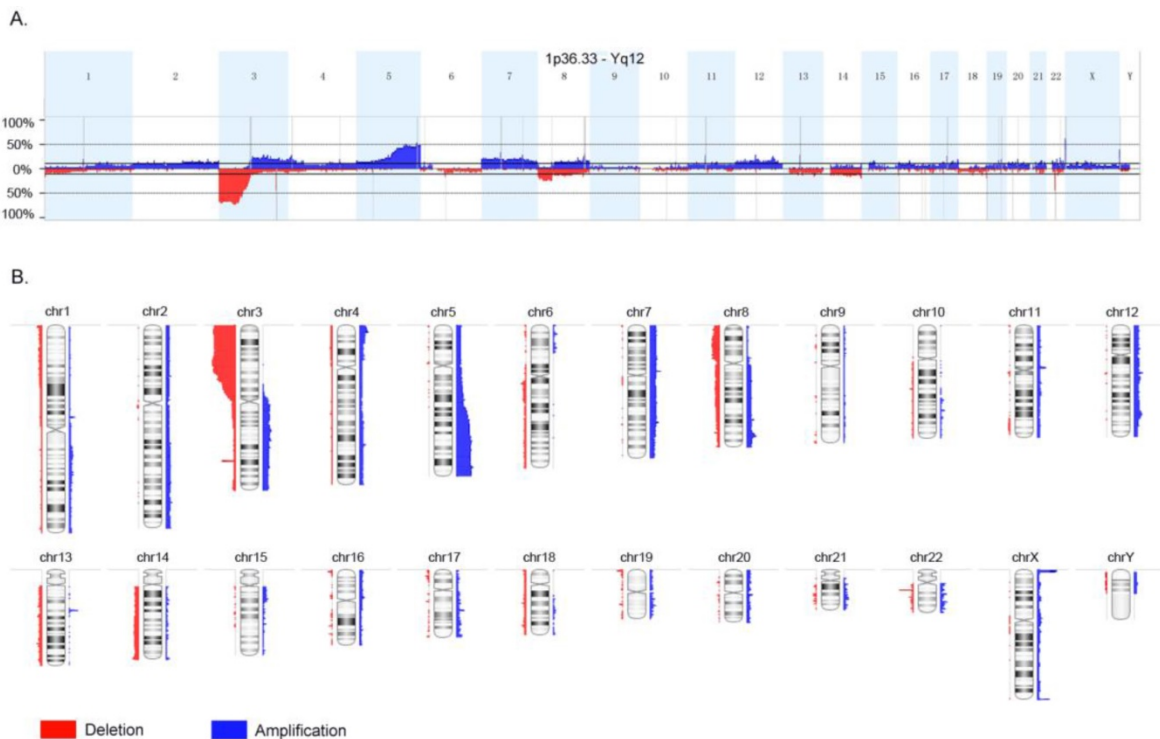 A.
1p36.33 - Yq12
1 2 3 4 5 6 7 8 9 10 11 12 13 14 15 16 17 18 19 20 21 22 X Y
100%
50%
0%
50%
100%
B.
chr1 chr2 chr3 chr4 chr5 chr6 chr7 chr8 chr9 chr10 chr11 chr12
chr13 chr14 chr15 chr16 chr17 chr18 chr19 chr20 chr21 chr22 chrX chrY
Deletion Amplification